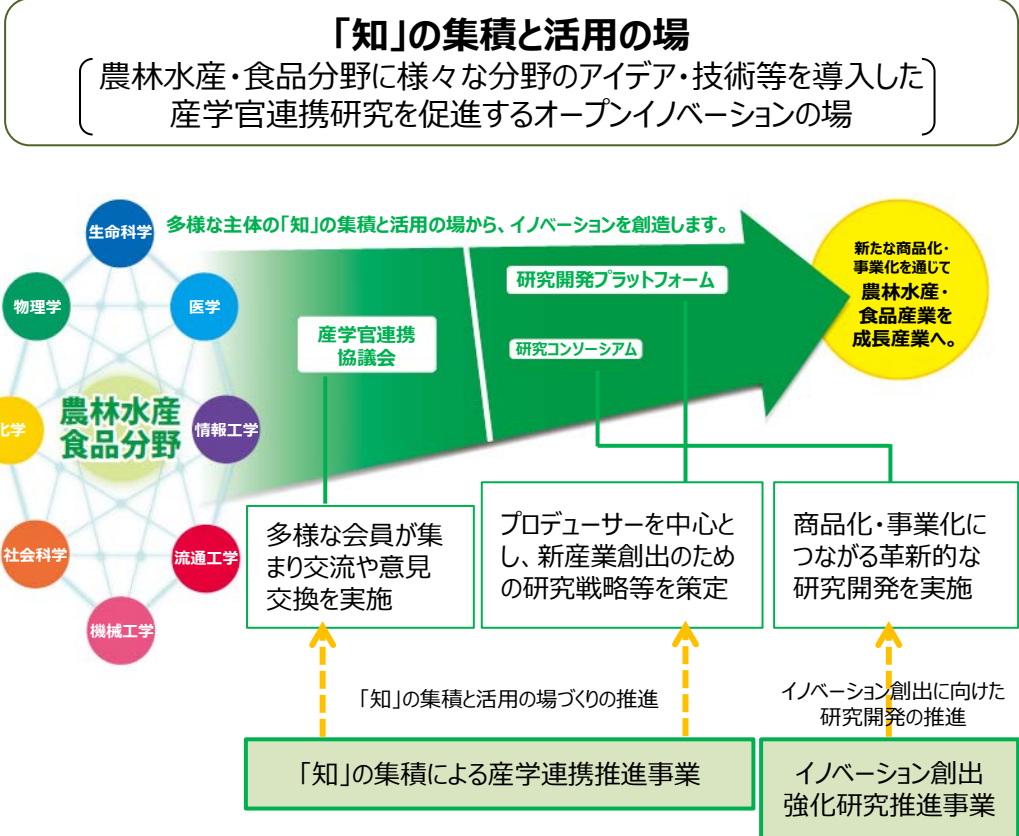 「知」の集積と活用の場
農林水産・食品分野に様々な分野のアイデア・技術等を導入した
産学官連携研究を促進するオープンイノベーションの場
多様な主体の「知」の集積と活用の場から、イノベーションを創造します。
生命科学
物理学
医学
化学
農林水産
食品分野
情報工学
社会科学
流通工学
機械工学
産学官連携
協議会
研究開発プラットフォーム
研究コンソーシアム
新たな商品化・
事業化を通じて
農林水産・
食品産業を
成長産業へ。
多様な会員が集
まり交流や意見
交換を実施
プロデューサーを中心と
し、新産業創出のため
の研究戦略等を策定
商品化・事業化に
つながる革新的な
研究開発を実施
「知」の集積と活用の場づくりの推進
イノベーション創出に向けた
研究開発の推進
「知」の集積による産学連携推進事業
イノベーション創出
強化研究推進事業